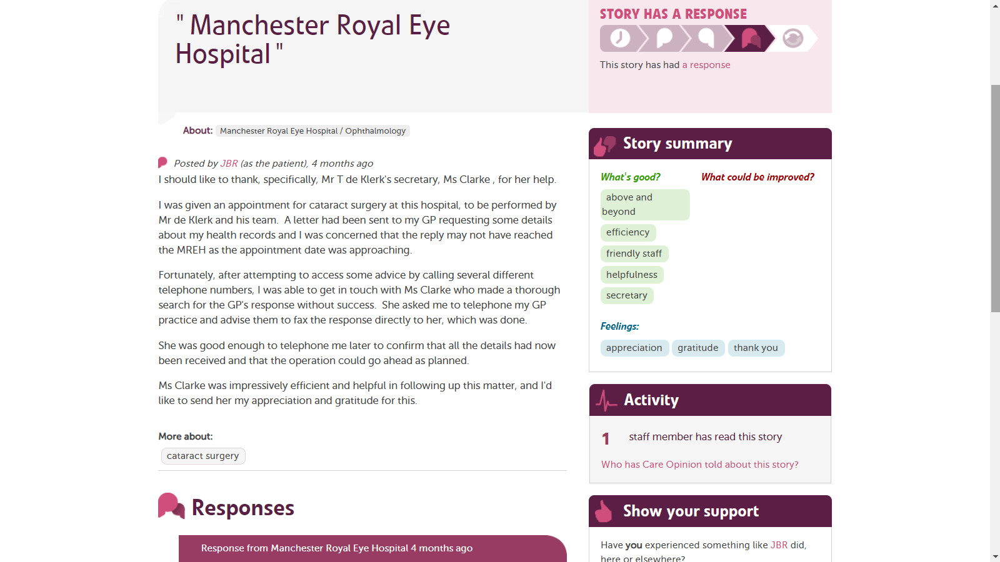 " Manchester Royal Eye
Hospital "
STORY HAS A RESPONSE
This story has had a response
About: Manchester Royal Eye Hospital / Ophthalmology
Posted by JBR (as the patient), 4 months ago
I should like to thank, specifically, Mr T de Klerk's secretary, Ms Clarke , for her help.
I was given an appointment for cataract surgery at this hospital, to be performed by
Mr de Klerk and his team.  A letter had been sent to my GP requesting some details
about my health records and I was concerned that the reply may not have reached
the MREH as the appointment date was approaching.
Fortunately, after attempting to access some advice by calling several different
telephone numbers, I was able to get in touch with Ms Clarke who made a thorough
search for the GP's response without success.  She asked me to telephone my GP
practice and advise them to fax the response directly to her, which was done.
She was good enough to telephone me later to confirm that all the details had now
been received and that the operation could go ahead as planned.
Ms Clarke was impressively efficient and helpful in following up this matter, and I'd
like to send her my appreciation and gratitude for this.
More about:
cataract surgery
Responses
Response from Manchester Royal Eye Hospital 4 months ago
Story summary
What's good?
above and
beyond
efficiency
friendly staff
helpfulness
secretary
What could be improved?
Feelings:
appreciation gratitude thank you
Activity
1 staff member has read this story
Who has Care Opinion told about this story?
Show your support
Have you experienced something like JBR did,
here or elsewhere?